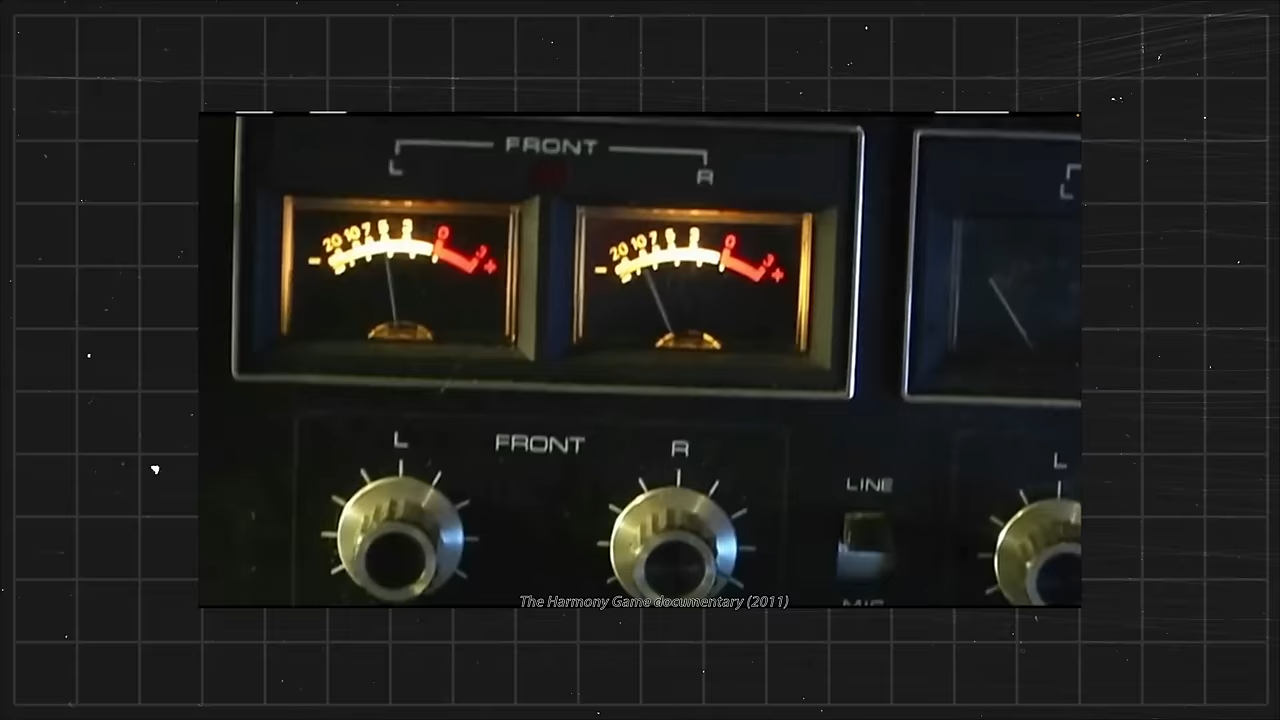 FRONT
L R
L
20 10 7 5 3 0 3
- +
20 10 7 5 3 0 3
- +
L FRONT R
L
LINE
MIC
The Harmony Game documentary (2011)